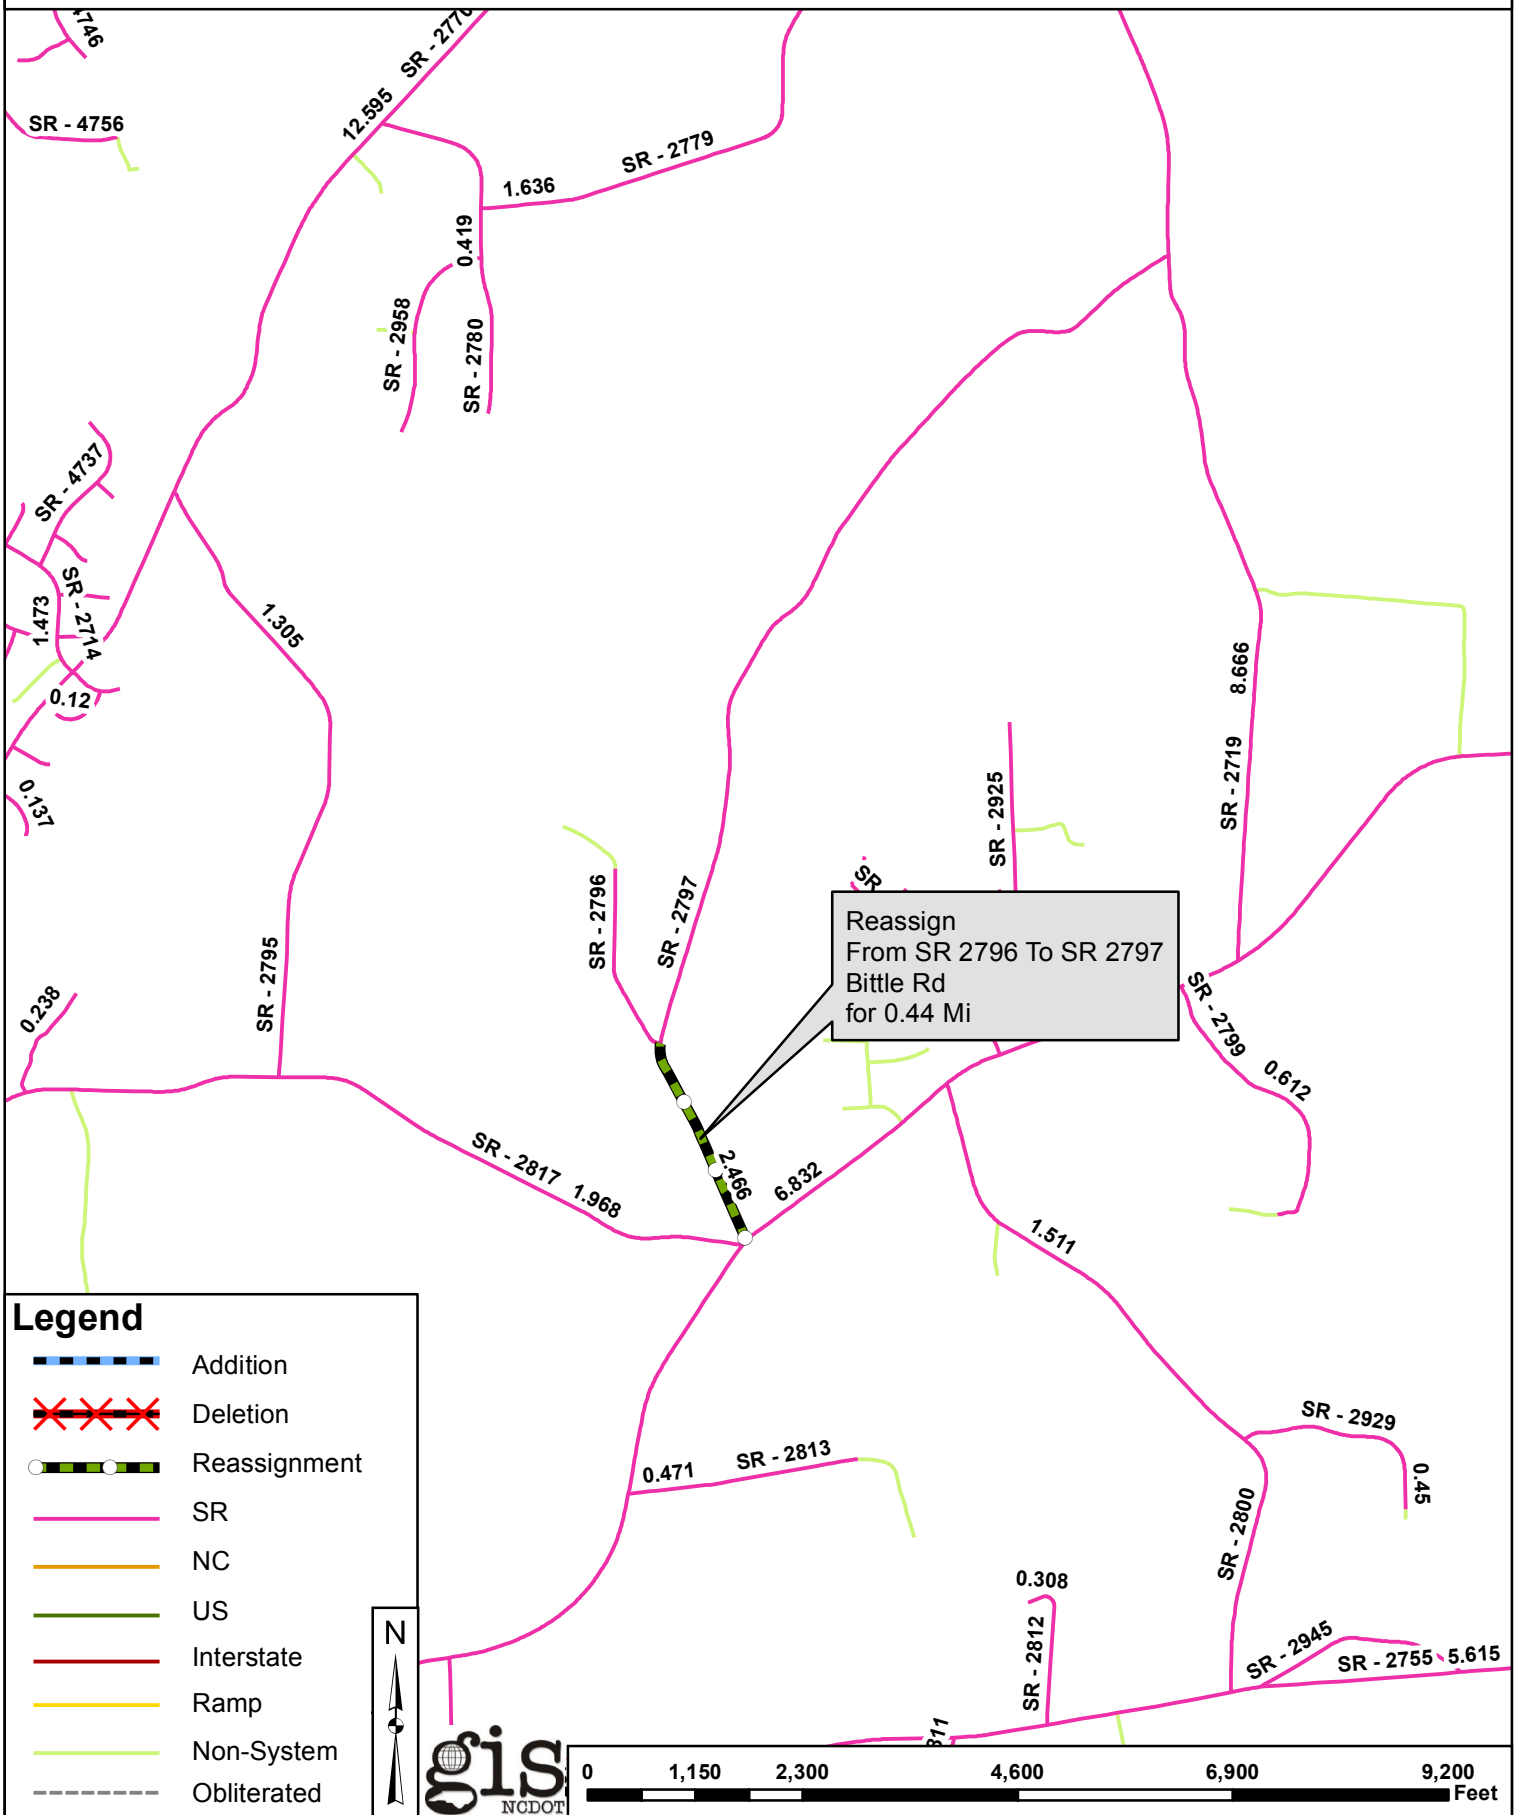 4746
SR - 2770
12.595
SR - 4756
SR - 2779
1.636
0.419
SR - 2958
SR - 2780
SR - 4737
SR - 2714
1.473
1.305
0.12
0.137
8.666
SR - 2719
SR - 2925
SR
SR - 2796
SR - 2797
Reassign
From SR 2796 To SR 2797
Bittle Rd
for 0.44 Mi
SR - 2795
0.238
SR - 2799
0.612
SR - 2817 1.968
2.466
6.832
1.511
Legend
Addition
Deletion
Reassignment
SR
NC
US
Interstate
Ramp
Non-System
Obliterated
N
SR - 2929
0.45
0.471
SR - 2813
SR - 2800
0.308
SR - 2812
SR - 2945
SR - 2755 5.615
811
gis
NCDOT
0 1,150 2,300 4,600 6,900 9,200
Feet